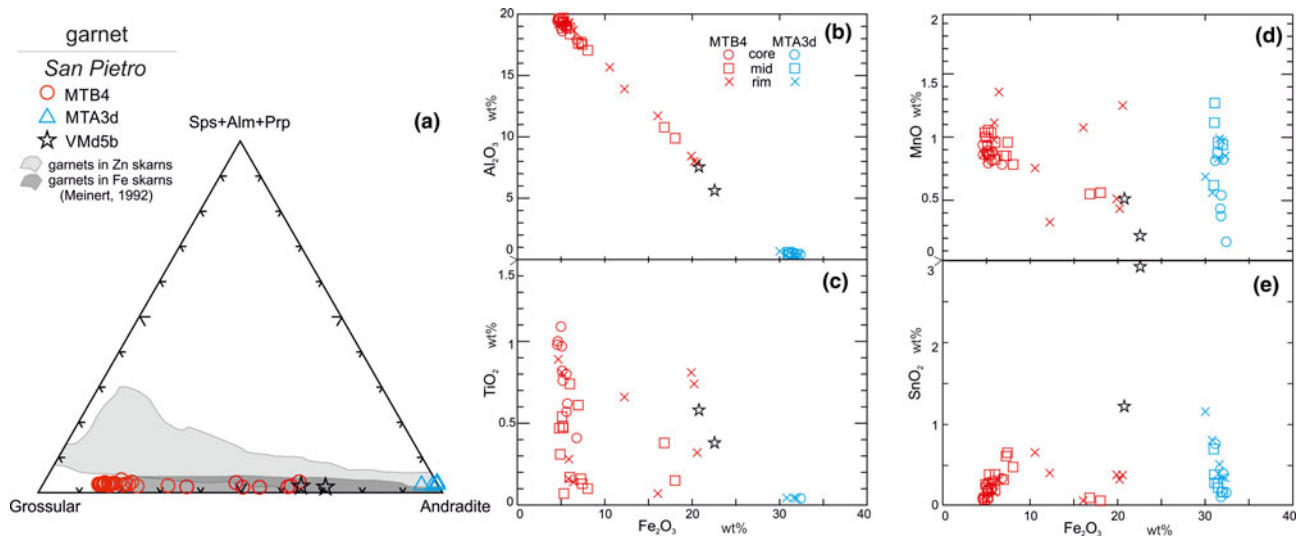 garnet
San Pietro
MTB4
MTA3d
VMd5b
garnets in Zn skarns
garnets in Fe skarns
(Meinert, 1992)
(a)
Sps+Alm+Prp
Grossular
Andradite
(b)
MTB4 MTA3d
core
mid
rim
Al2O3 wt%
20
15
10
5
0
(c)
TiO2 wt%
1.5
1
0.5
0
0 10 20 30 40
Fe2O3 wt%
(d)
MnO wt%
2
1.5
1
0.5
0
(e)
SnO2 wt%
3
2
1
0
0 10 20 30 40
Fe2O3 wt%